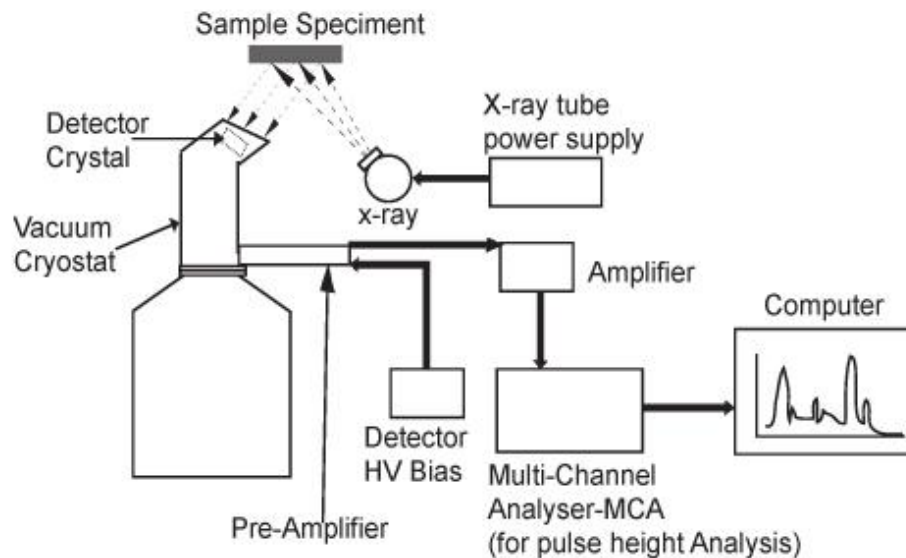 Sample Speciment
X-ray tube
power supply
Detector
Crystal
x-ray
Vacuum
Cryostat
Amplifier
Computer
Detector
HV Bias
Multi-Channel
Analyser-MCA
(for pulse height Analysis)
Pre-Amplifier